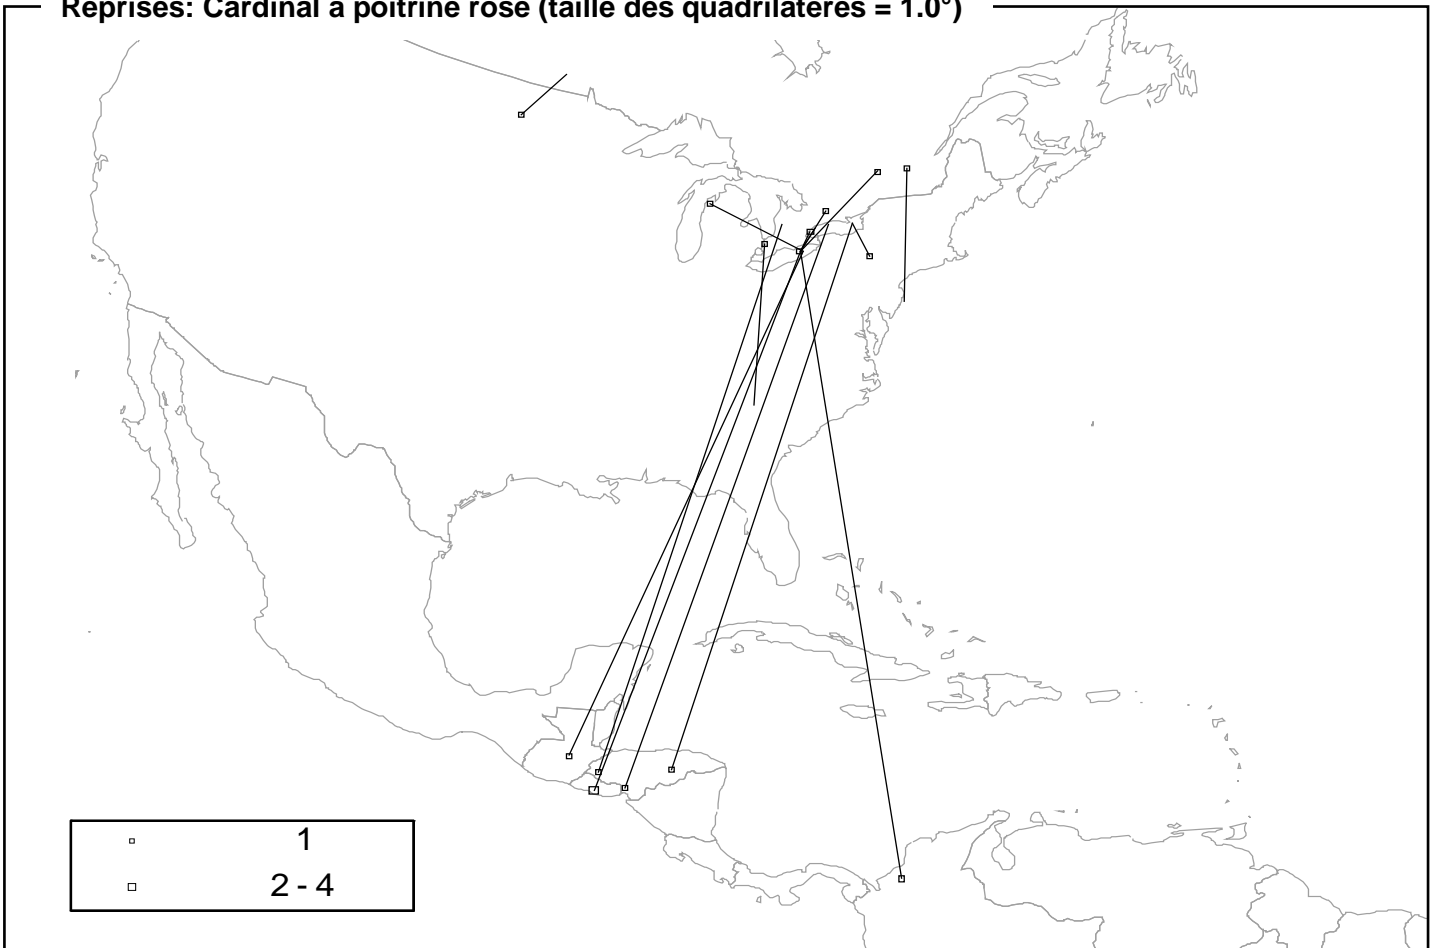 Reprises: Cardinal à poitrine rose (taille des quadrilatères = 1.0°)
1
2 - 4